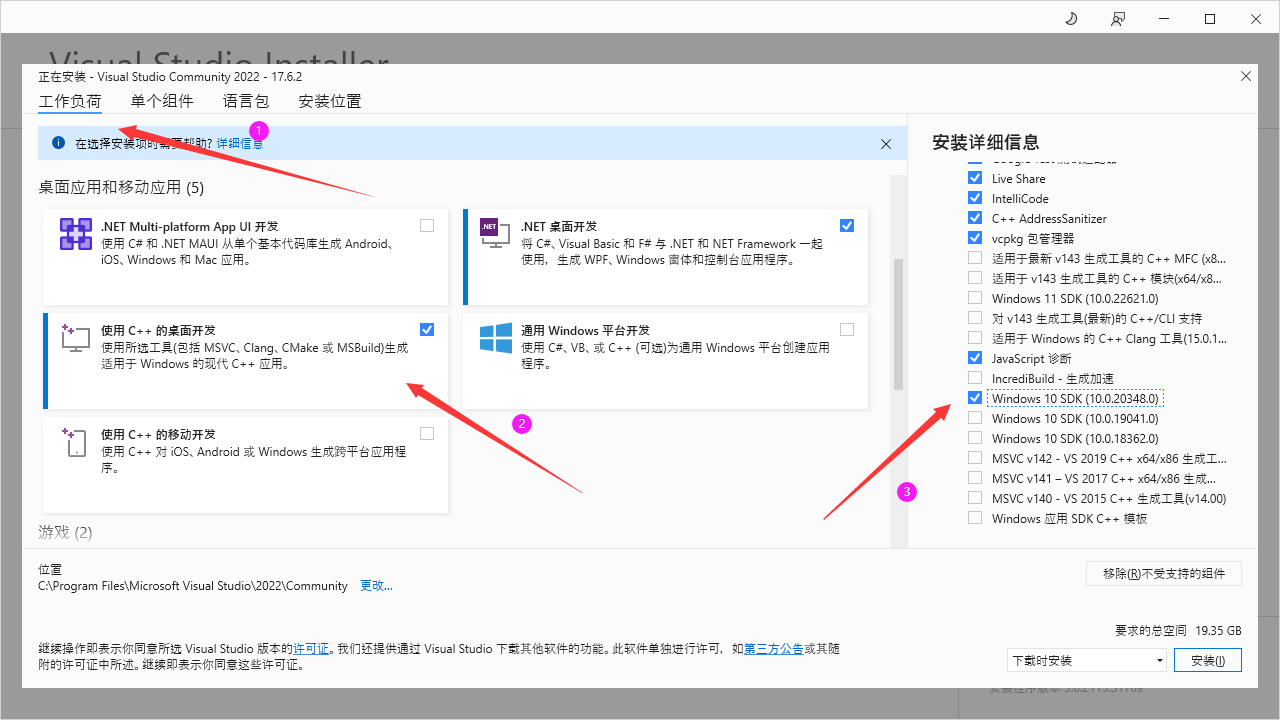 Visual Studio Installer
正在安装 - Visual Studio Community 2022 - 17.6.2
工作负荷 单个组件 语言包 安装位置
1
在选择安装项时需要帮助? 详细信息
桌面应用和移动应用 (5)
.NET Multi-platform App UI 开发
使用 C# 和 .NET MAUI 从单个基本代码库生成 Android、
iOS、Windows 和 Mac 应用。
.NET
.NET 桌面开发
将 C#、Visual Basic 和 F# 与 .NET 和 .NET Framework 一起
使用，生成 WPF、Windows 窗体和控制台应用程序。
使用 C++ 的桌面开发
使用所选工具(包括 MSVC、Clang、CMake 或 MSBuild)生成
适用于 Windows 的现代 C++ 应用。
通用 Windows 平台开发
使用 C#、VB、或 C++ (可选)为通用 Windows 平台创建应用
程序。
2
使用 C++ 的移动开发
使用 C++ 对 iOS、Android 或 Windows 生成跨平台应用程
序。
游戏 (2)
安装详细信息
Live Share
IntelliCode
C++ AddressSanitizer
vcpkg 包管理器
适用于最新 v143 生成工具的 C++ MFC (x8...
适用于 v143 生成工具的 C++ 模块(x64/x8...
Windows 11 SDK (10.0.22621.0)
对 v143 生成工具(最新)的 C++/CLI 支持
适用于 Windows 的 C++ Clang 工具(15.0.1...
JavaScript 诊断
IncrediBuild - 生成加速
Windows 10 SDK (10.0.20348.0)
Windows 10 SDK (10.0.19041.0)
Windows 10 SDK (10.0.18362.0)
MSVC v142 - VS 2019 C++ x64/x86 生成工...
MSVC v141 – VS 2017 C++ x64/x86 生成...
3
MSVC v140 - VS 2015 C++ 生成工具(v14.00)
Windows 应用 SDK C++ 模板
位置
C:\Program Files\Microsoft Visual Studio\2022\Community 更改...
移除(R)不受支持的组件
要求的总空间 19.35 GB
继续操作即表示你同意所选 Visual Studio 版本的许可证。我们还提供通过 Visual Studio 下载其他软件的功能。此软件单独进行许可，如第三方公告或其随
附的许可证中所述。继续即表示你同意这些许可证。
下载时安装
安装(I)